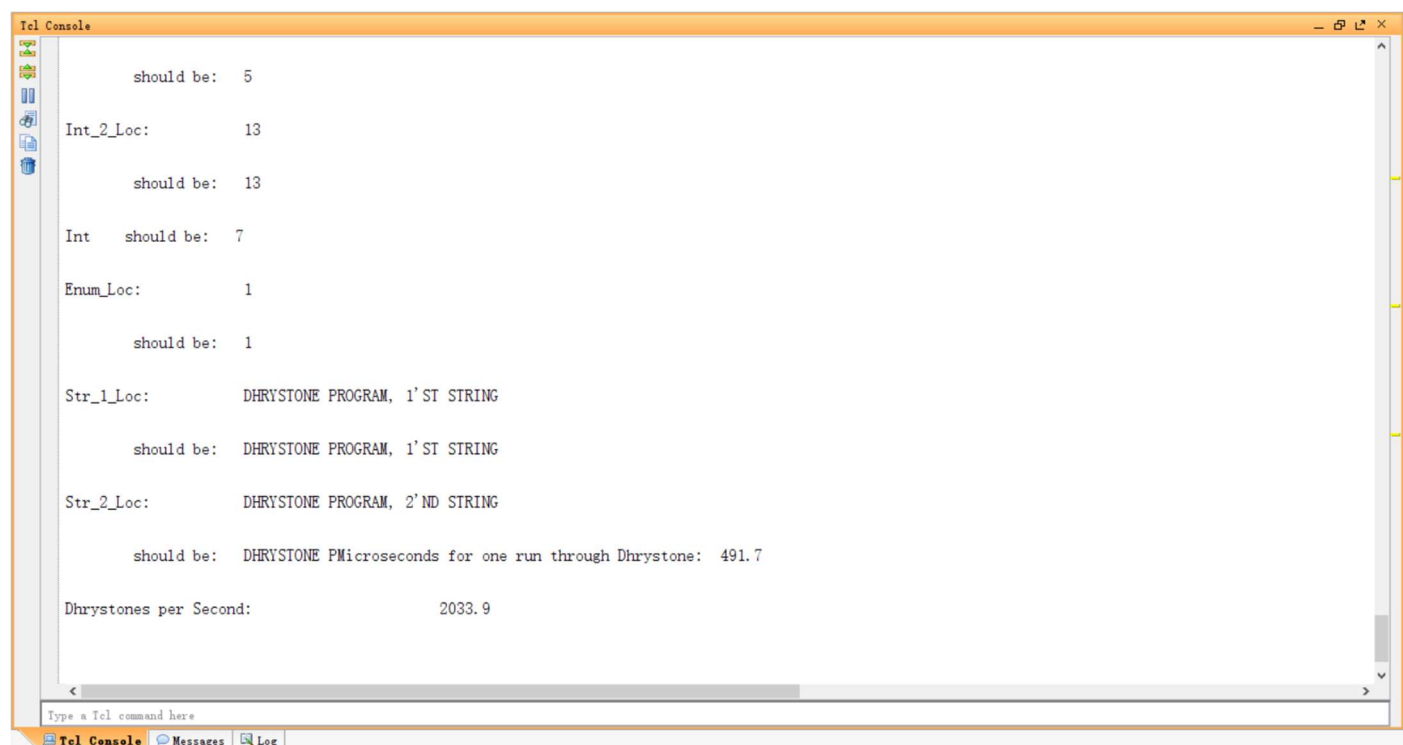 Tcl Console
should be: 5
Int_2_Loc: 13
should be: 13
Int should be: 7
Enum_Loc: 1
should be: 1
Str_1_Loc: DHRYSTONE PROGRAM, 1'ST STRING
should be: DHRYSTONE PROGRAM, 1'ST STRING
Str_2_Loc: DHRYSTONE PROGRAM, 2'ND STRING
should be: DHRYSTONE PMicroseconds for one run through Dhrystone: 491.7
Dhrystones per Second: 2033.9
Type a Tcl command here
Tcl Console Messages Log